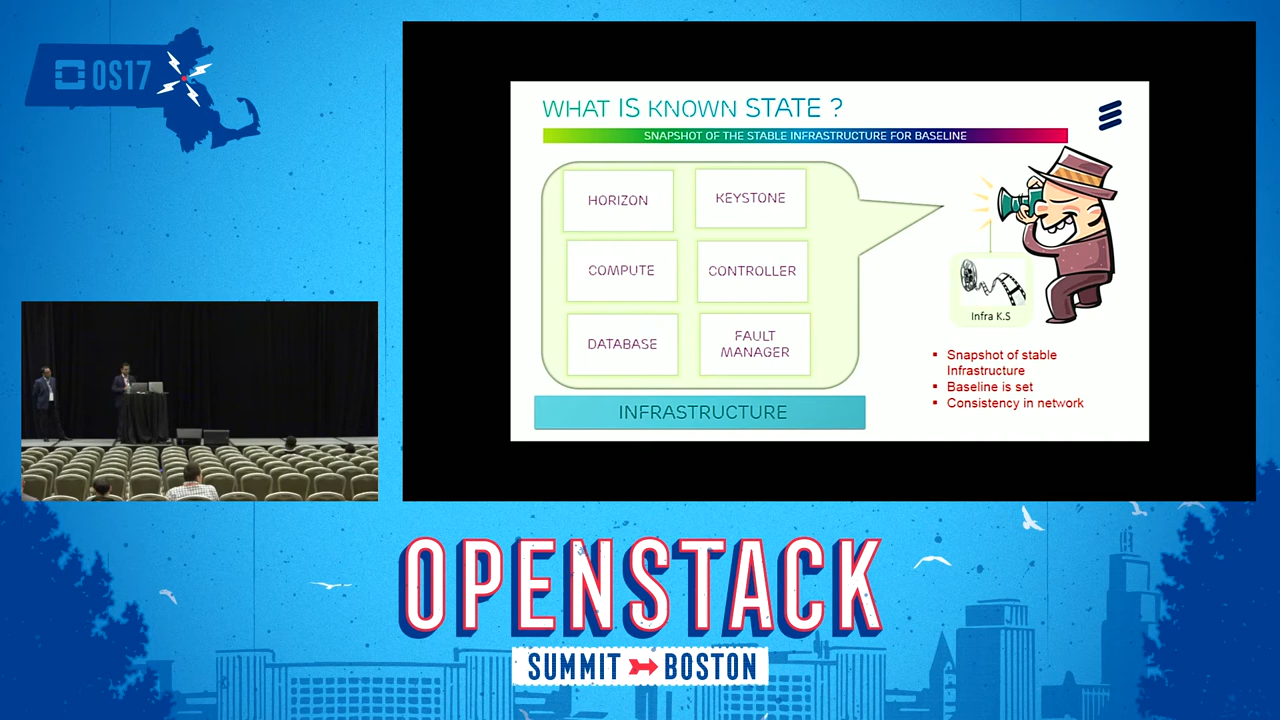 OS17
WHAT IS KNOWN STATE ?
SNAPSHOT OF THE STABLE INFRASTRUCTURE FOR BASELINE
HORIZON
KEYSTONE
COMPUTE
CONTROLLER
DATABASE
FAULT
MANAGER
INFRASTRUCTURE
Infra K.S
▪ Snapshot of stable
Infrastructure
▪ Baseline is set
▪ Consistency in network
OPENSTACK
SUMMIT BOSTON